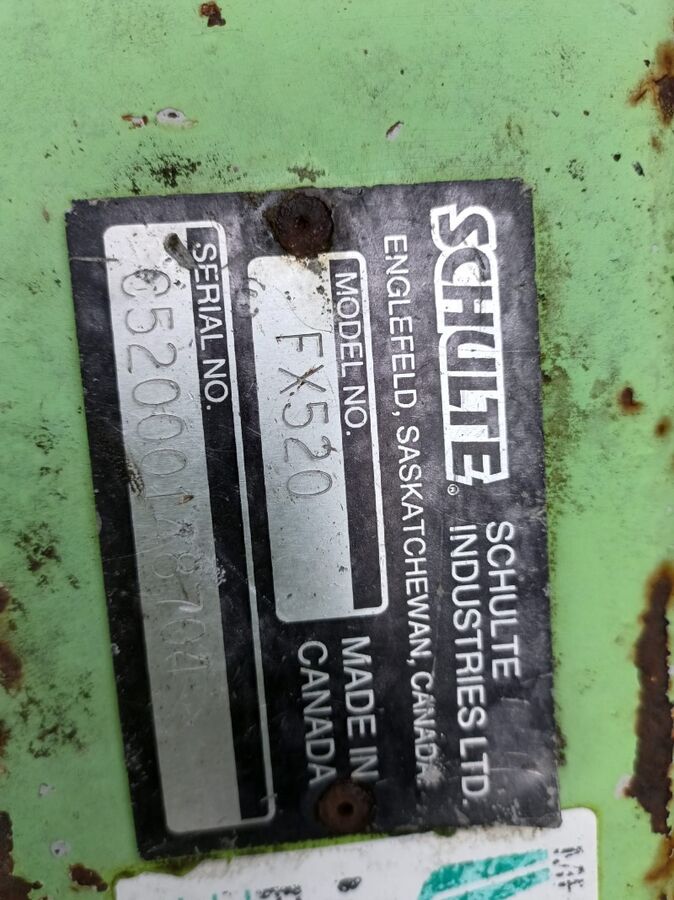 SCHULTE®
SCHULTE
INDUSTRIES LTD.
ENGLEFELD, SASKATCHEWAN, CANADA
MODEL NO.
FX520
MADE IN
CANADA
SERIAL NO.